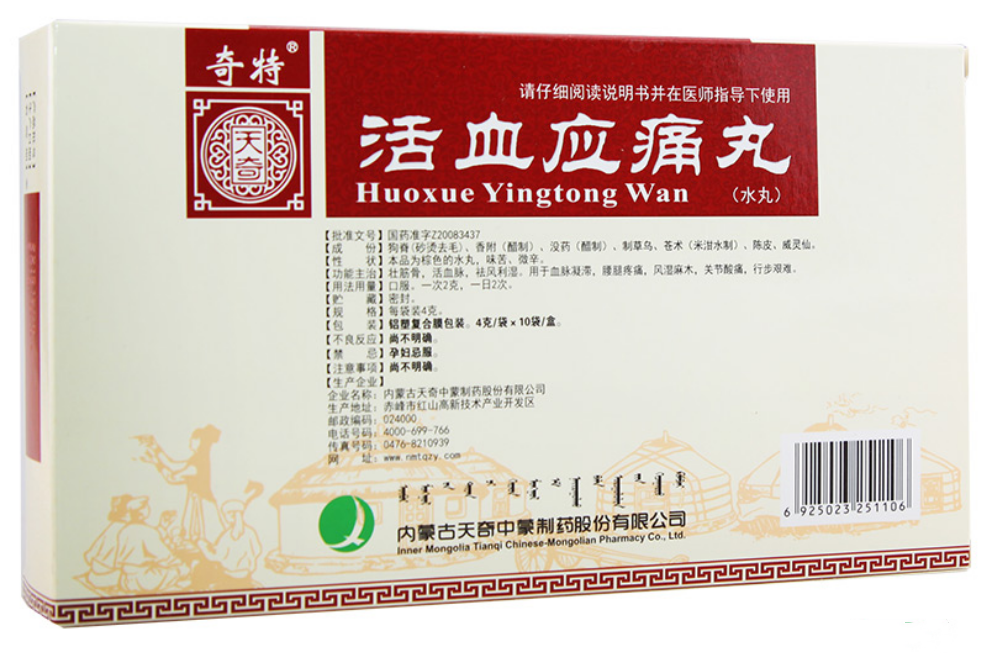 奇特®
天奇
请仔细阅读说明书并在医师指导下使用
活血应痛丸
Huoxue Yingtong Wan
（水丸）
【批准文号】国药准字Z20083437
【成　　份】狗脊(砂烫去毛)、香附（醋制）、没药（醋制）、制草乌、苍术（米泔水制）、陈皮、威灵仙。
【性　　状】本品为棕色的水丸，味苦、微辛。
【功能主治】壮筋骨，活血脉，祛风利湿。用于血脉凝滞，腰腿疼痛，风湿麻木，关节酸痛，行步艰难。
【用法用量】口服。一次2克，一日2次。
【贮　　藏】密封。
【规　　格】每袋装4克。
【包　　装】铝塑复合膜包装。4克/袋×10袋/盒。
【不良反应】尚不明确。
【禁　　忌】孕妇忌服。
【注意事项】尚不明确。
【生产企业】
企业名称：内蒙古天奇中蒙制药股份有限公司
生产地址：赤峰市红山高新技术产业开发区
邮政编码：024000
电话号码：4000-699-766
传真号码：0476-8210939
网　　址：www.nmtqzy.com
内蒙古天奇中蒙制药股份有限公司
Inner Mongolia Tianqi Chinese-Mongolian Pharmacy Co., Ltd.
6 925023 251106